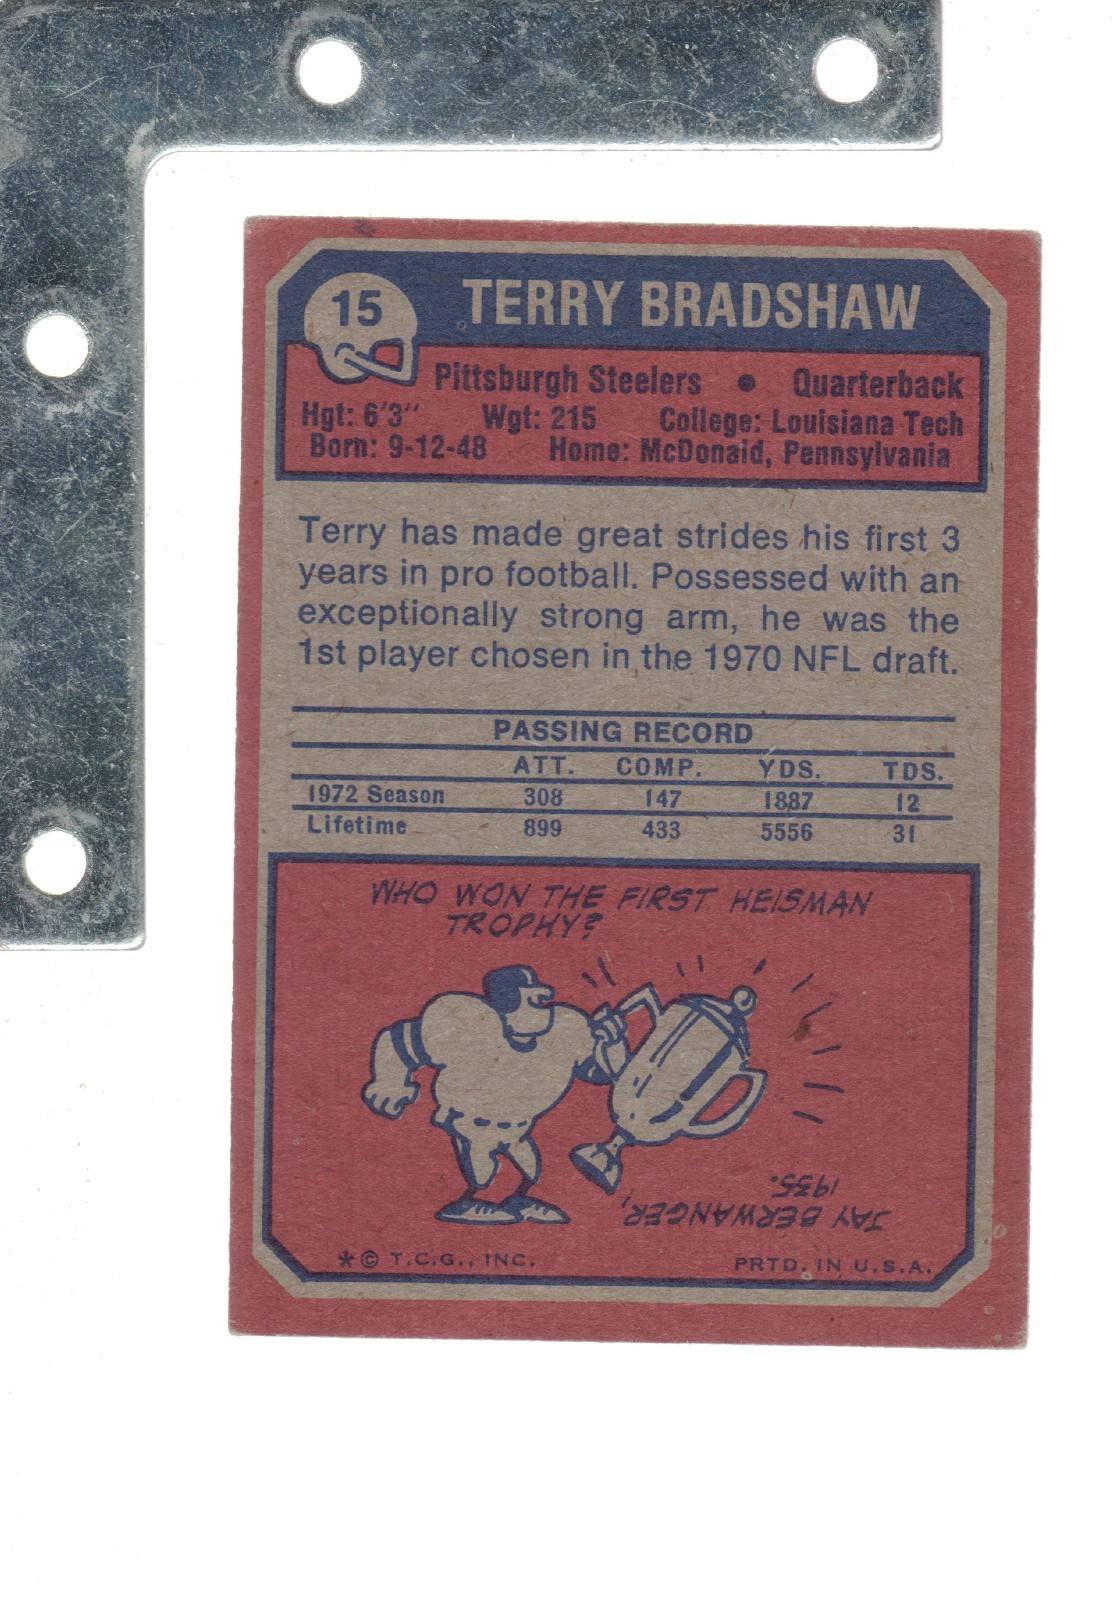 15
TERRY BRADSHAW
Pittsburgh Steelers • Quarterback
Hgt: 6'3" Wgt: 215 College: Louisiana Tech
Born: 9-12-48 Home: McDonaid, Pennsylvania
Terry has made great strides his first 3
years in pro football. Possessed with an
exceptionally strong arm, he was the
1st player chosen in the 1970 NFL draft.
PASSING RECORD
ATT. COMP. YDS. TDS.
1972 Season 308 147 1887 12
Lifetime 899 433 5556 31
WHO WON THE FIRST HEISMAN
TROPHY?
JAY BERWANGER,
1935.
*© T.C.G., INC. PRTD. IN U.S.A.